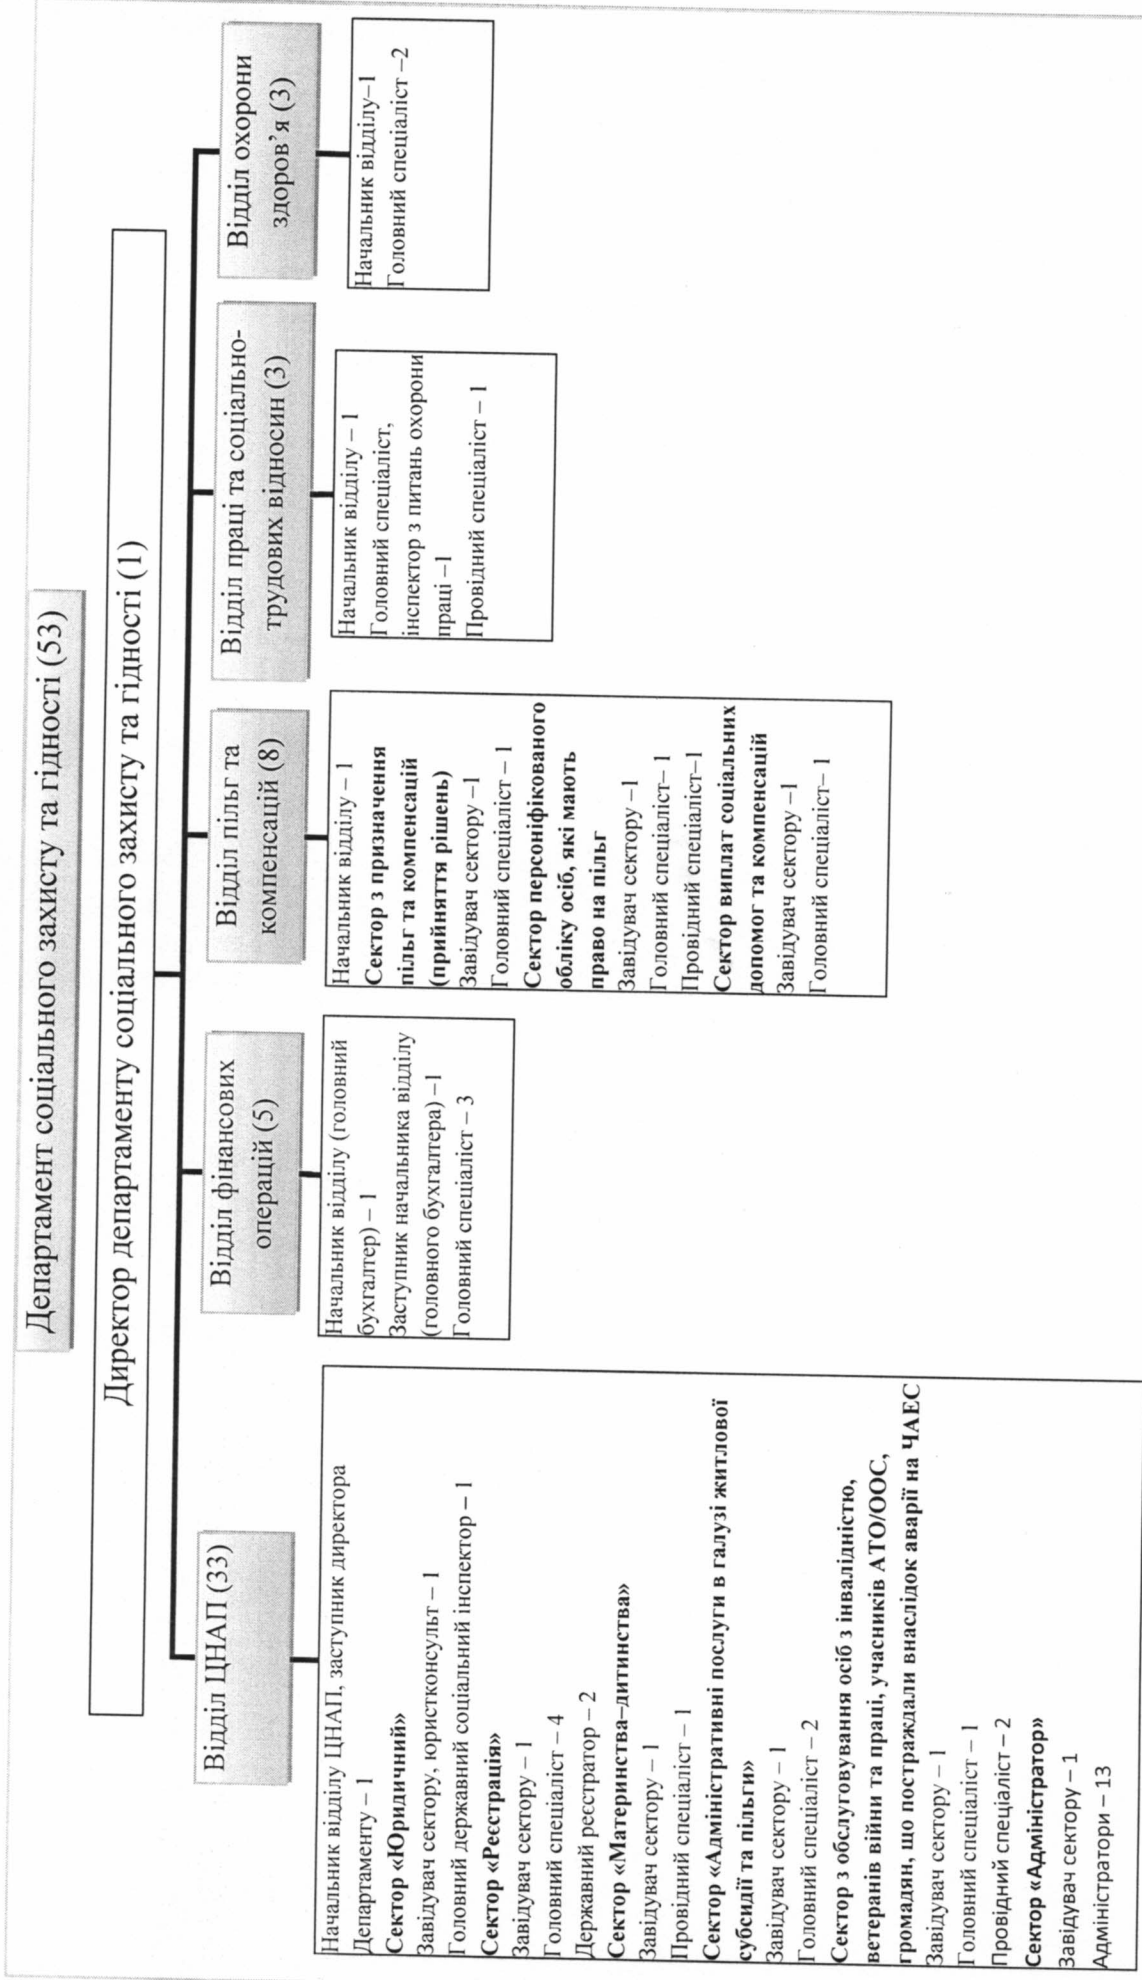 Департамент соціального захисту та гідності (53)
Директор департаменту соціального захисту та гідності (1)
Відділ ЦНАП (33)
Начальник відділу ЦНАП, заступник директора
Департаменту – 1
Сектор «Юридичний»
Завідувач сектору, юристконсульт – 1
Головний державний соціальний інспектор – 1
Сектор «Реєстрація»
Завідувач сектору – 1
Головний спеціаліст – 4
Державний реєстратор – 2
Сектор «Материнства–дитинства»
Завідувач сектору – 1
Провідний спеціаліст – 1
Сектор «Адміністративні послуги в галузі житлової
субсидії та пільги»
Завідувач сектору – 1
Головний спеціаліст – 2
Сектор з обслуговування осіб з інвалідністю,
ветеранів війни та праці, учасників АТО/ООС,
громадян, що постраждали внаслідок аварії на ЧАЕС
Завідувач сектору – 1
Головний спеціаліст – 1
Провідний спеціаліст – 2
Сектор «Адміністратор»
Завідувач сектору – 1
Адміністратори – 13
Відділ фінансових
операцій (5)
Начальник відділу (головний
бухгалтер) – 1
Заступник начальника відділу
(головного бухгалтера) –1
Головний спеціаліст – 3
Відділ пільг та
компенсацій (8)
Начальник відділу – 1
Сектор з призначення
пільг та компенсацій
(прийняття рішень)
Завідувач сектору –1
Головний спеціаліст – 1
Сектор персоніфікованого
обліку осіб, які мають
право на пільг
Завідувач сектору –1
Головний спеціаліст– 1
Провідний спеціаліст–1
Сектор виплат соціальних
допомог та компенсацій
Завідувач сектору –1
Головний спеціаліст– 1
Відділ праці та соціально-
трудових відносин (3)
Начальник відділу – 1
Головний спеціаліст,
інспектор з питань охорони
праці –1
Провідний спеціаліст – 1
Відділ охорони
здоров’я (3)
Начальник відділу–1
Головний спеціаліст –2